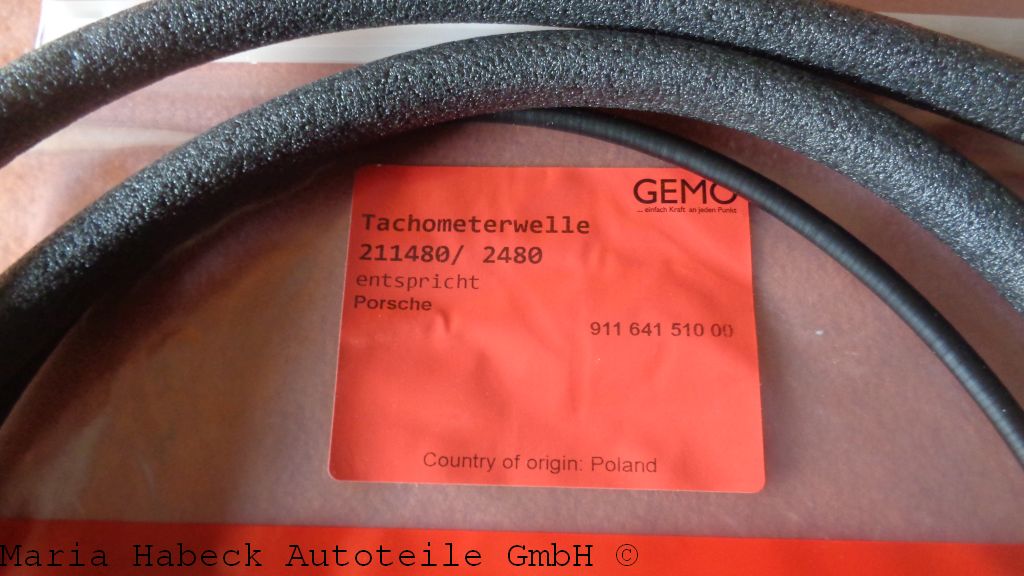 GEMO
... einfach Kraft an jeden Punkt
Tachometerwelle
211480/ 2480
entspricht
Porsche
911 641 510 00
Country of origin: Poland
Maria Habeck Autoteile GmbH ©